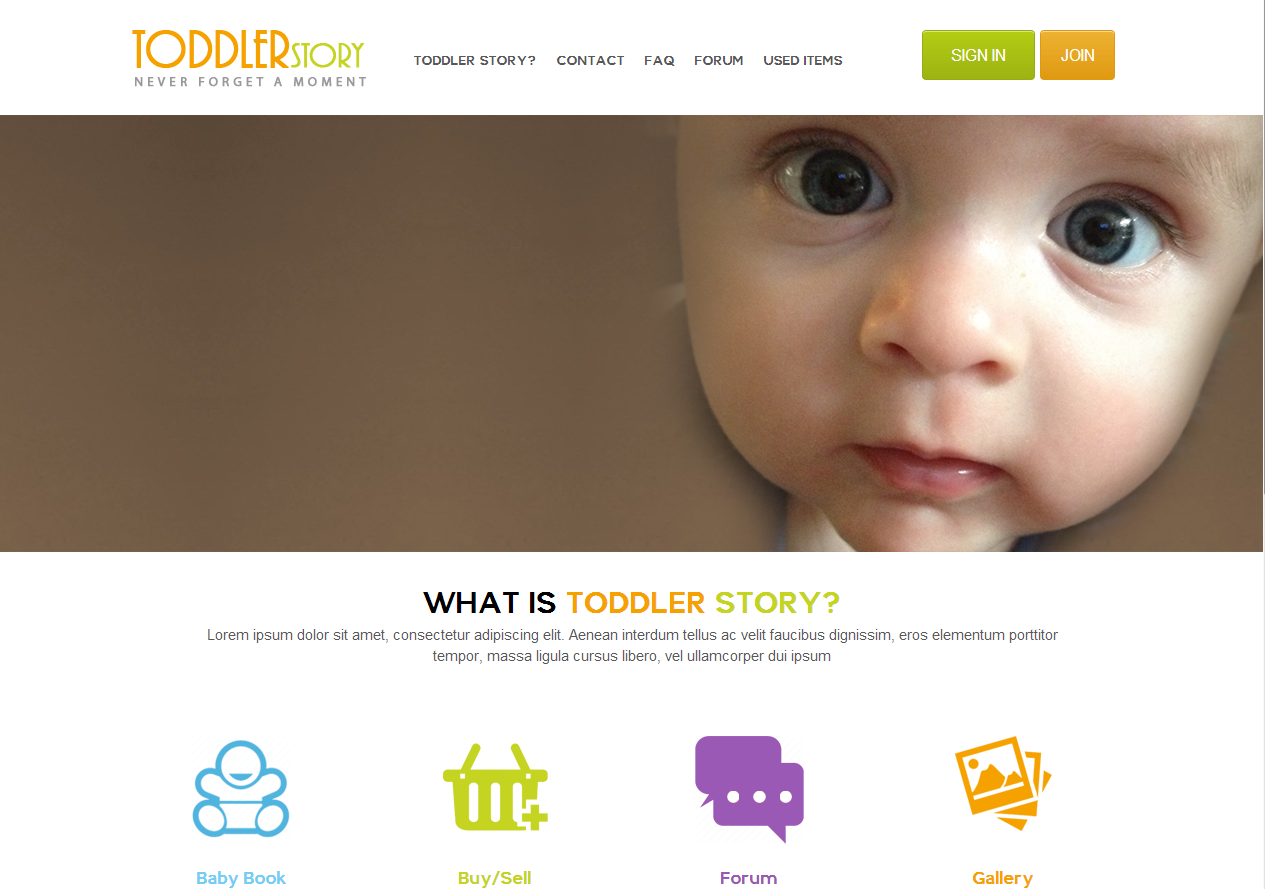 TODDLER STORY
NEVER FORGET A MOMENT
TODDLER STORY? CONTACT FAQ FORUM USED ITEMS
SIGN IN JOIN
WHAT IS TODDLER STORY?
Lorem ipsum dolor sit amet, consectetur adipiscing elit. Aenean interdum tellus ac velit faucibus dignissim, eros elementum porttitor
tempor, massa ligula cursus libero, vel ullamcorper dui ipsum
Baby Book Buy/Sell Forum Gallery